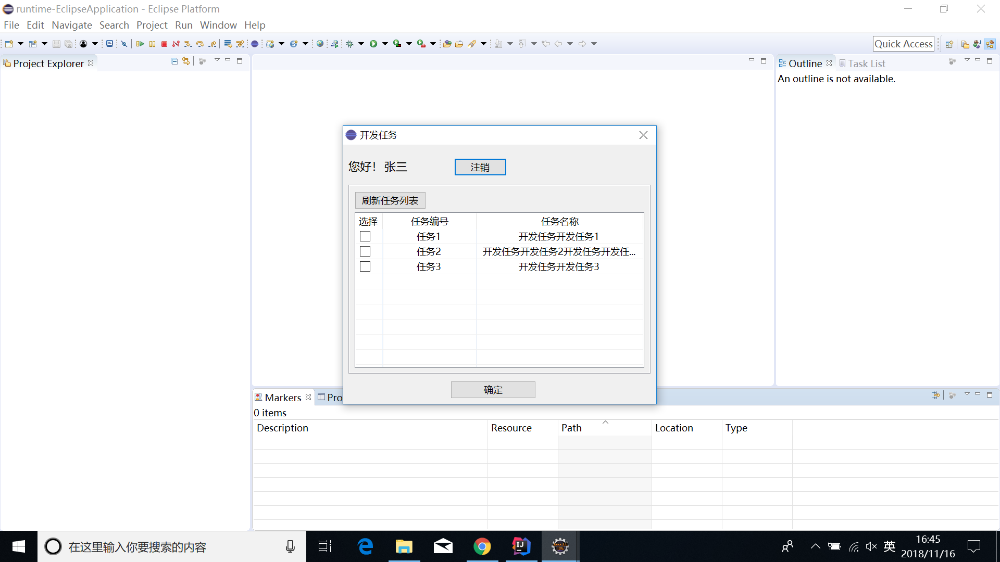 runtime-EclipseApplication - Eclipse Platform
File Edit Navigate Search Project Run Window Help
Quick Access
Project Explorer
Outline Task List
An outline is not available.
开发任务
您好！张三 注销
刷新任务列表
选择 任务编号 任务名称
任务1 开发任务开发任务1
任务2 开发任务开发任务2开发任务开发任...
任务3 开发任务开发任务3
确定
Markers Pro
0 items
Description Resource Path Location Type
在这里输入你要搜索的内容
英
16:45
2018/11/16